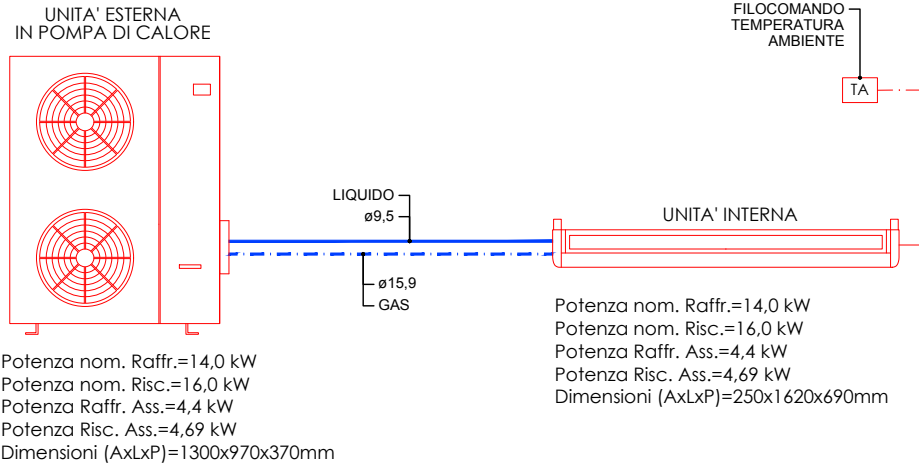 UNITA' ESTERNA
IN POMPA DI CALORE
FILOCOMANDO
TEMPERATURA
AMBIENTE
TA
LIQUIDO
ø9,5
ø15,9
GAS
UNITA' INTERNA
Potenza nom. Raffr.=14,0 kW
Potenza nom. Risc.=16,0 kW
Potenza Raffr. Ass.=4,4 kW
Potenza Risc. Ass.=4,69 kW
Dimensioni (AxLxP)=250x1620x690mm
Potenza nom. Raffr.=14,0 kW
Potenza nom. Risc.=16,0 kW
Potenza Raffr. Ass.=4,4 kW
Potenza Risc. Ass.=4,69 kW
Dimensioni (AxLxP)=1300x970x370mm